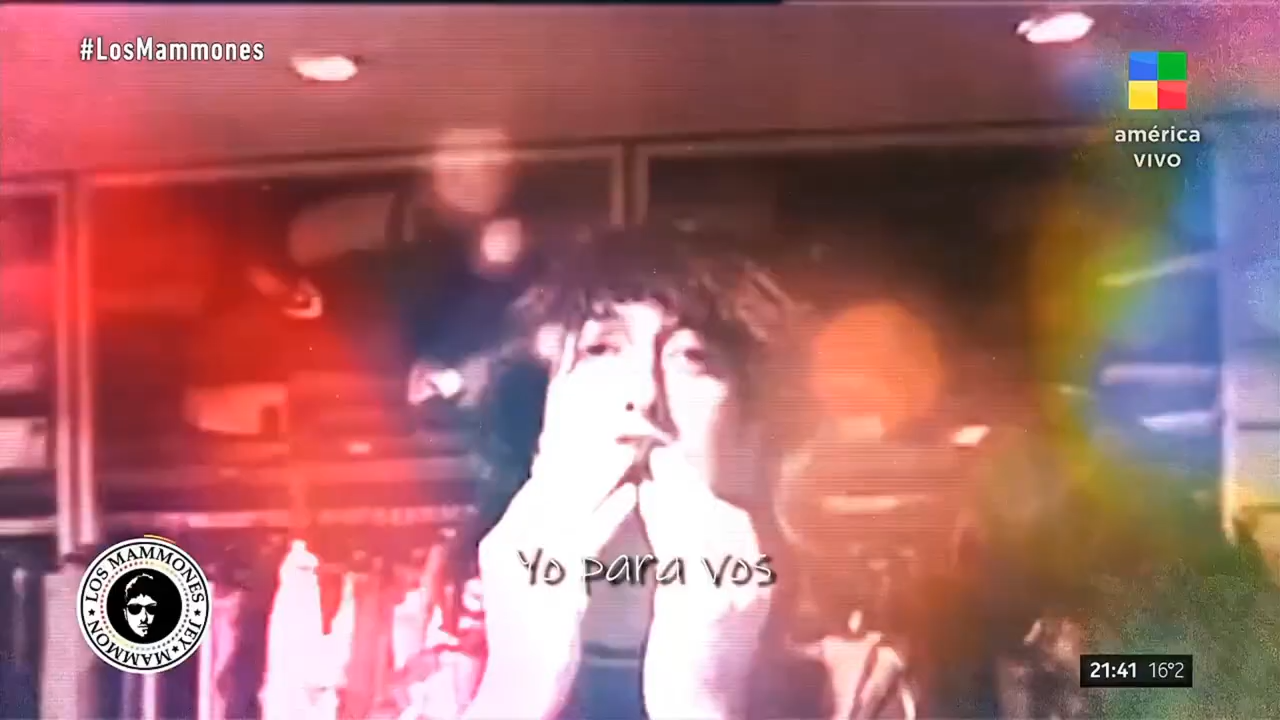 #LosMammones
américa
VIVO
Yo para vos
LOS MAMMONES ★ JEY MAMMON ★
21:41 16°2